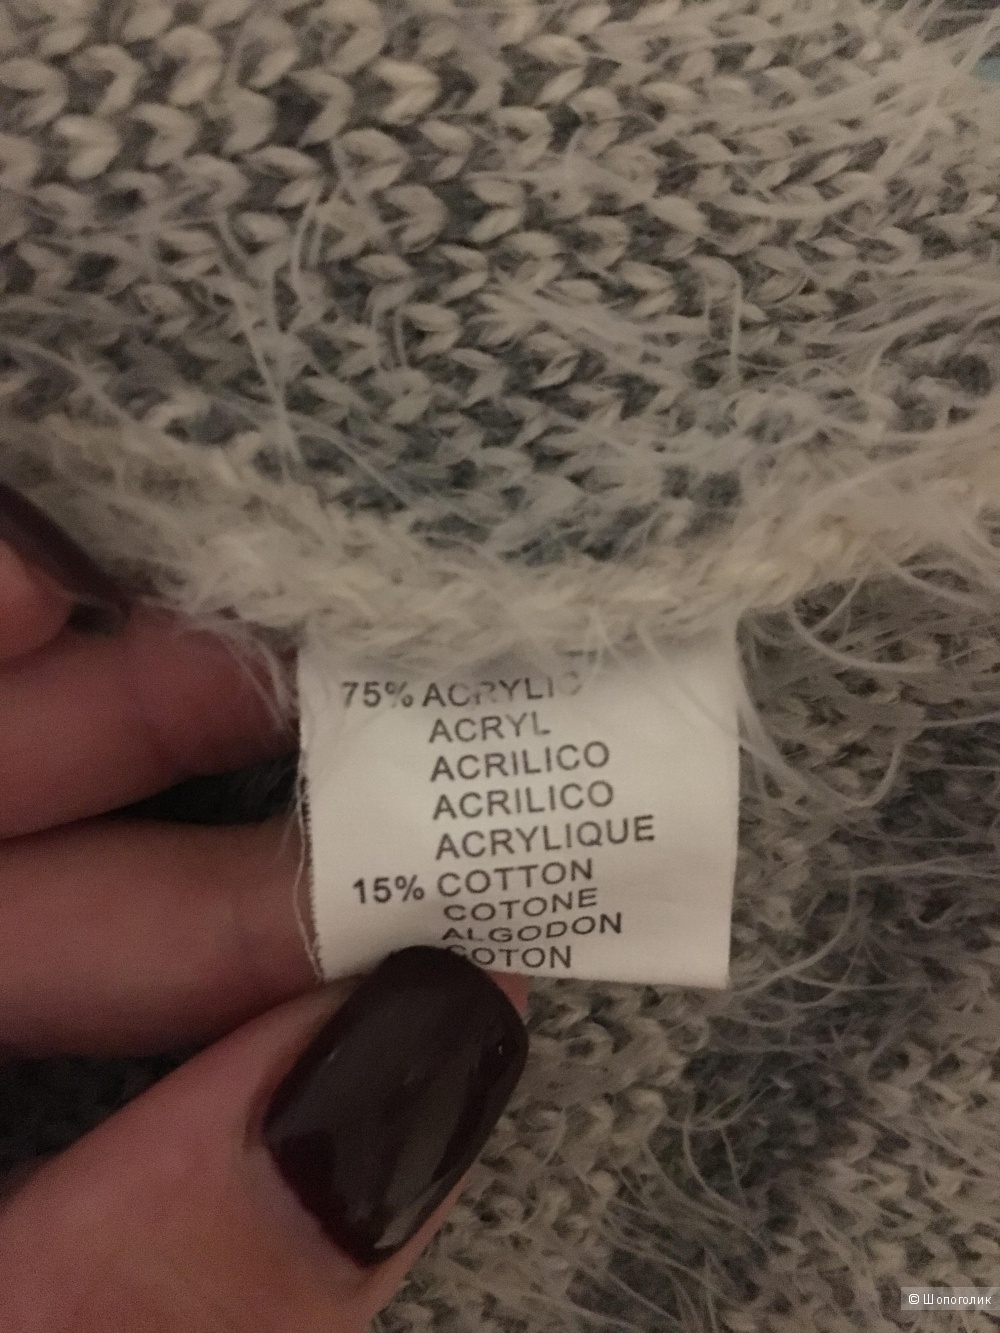 75% ACRYLIC
ACRYL
ACRILICO
ACRILICO
ACRYLIQUE
15% COTTON
COTONE
ALGODON
COTON
© Шопоголик